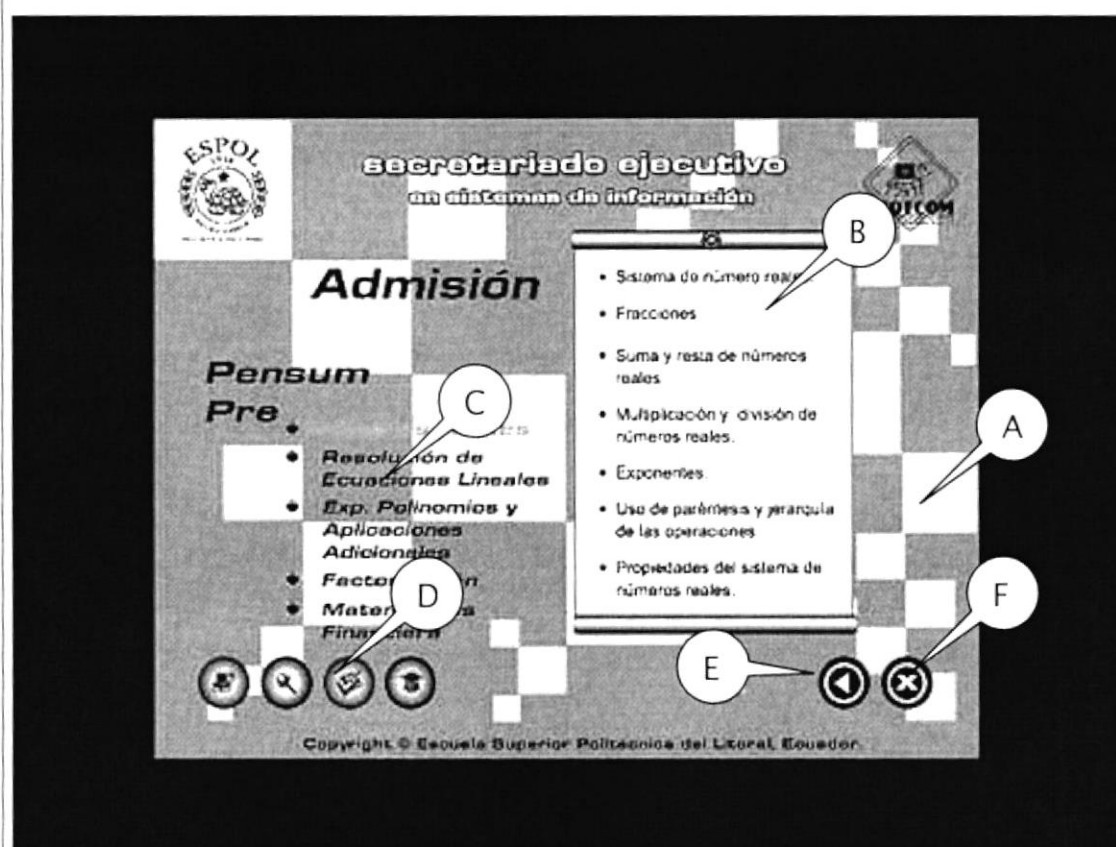 ESPOL
secretariado ejecutivo
en sistemas de información
Admisión
Pensum
Pre
Resolución de
Ecuaciones Lineales
Exp. Polinomios y
Aplicaciones
Adicionales
Financiera
• Sistema de número reales.
• Fracciones
• Suma y resta de números
reales.
• Multiplicación y división de
números reales.
• Exponentes.
• Uso de paréntesis y jerarquía
de las operaciones
• Propiedades del sistema de
números reales.
A
B
C
D
E
F
Copyright © Escuela Superior Politécnica del Litoral, Ecuador.